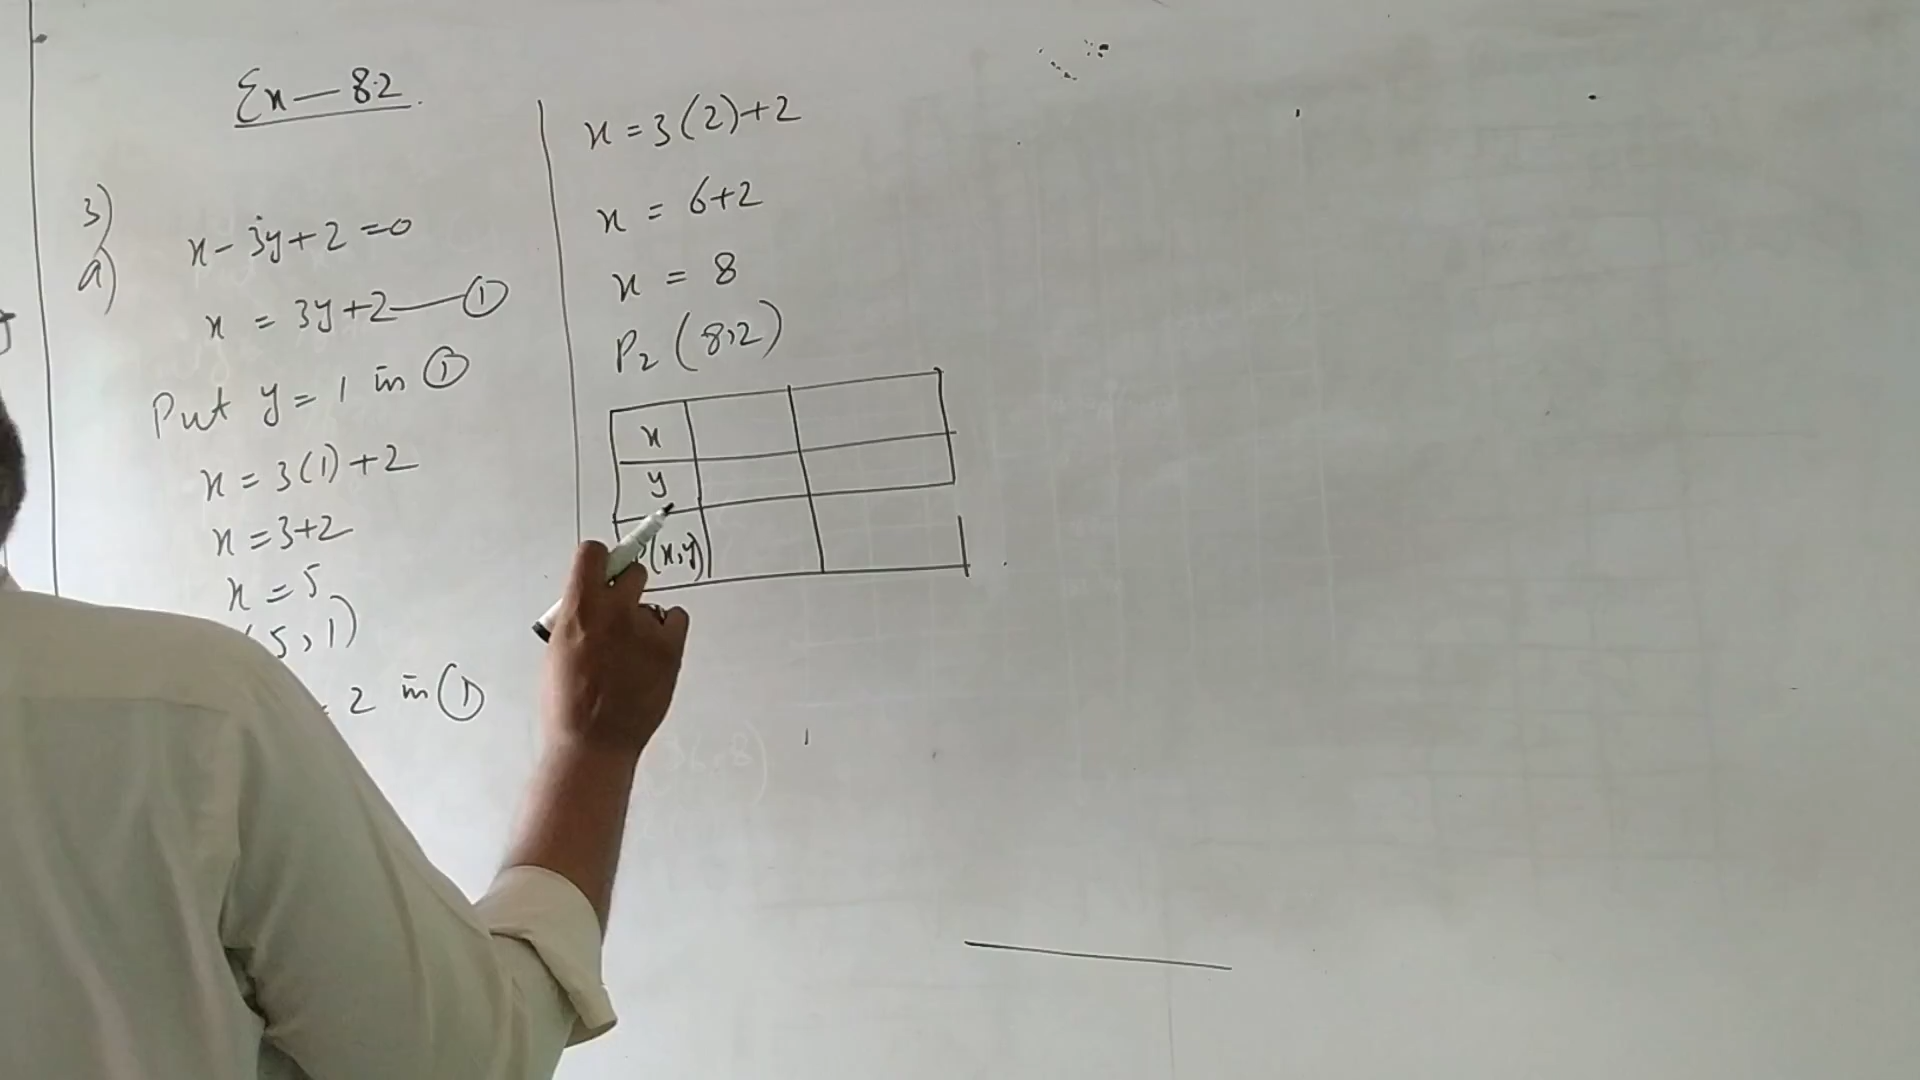 Ex — 8.2
3)
a)
x - 3y + 2 = 0
x = 3y + 2 — ①
Put y = 1 in ①
x = 3(1) + 2
x = 3 + 2
x = 5
5, 1)
= 2 in ①
x = 3(2) + 2
x = 6 + 2
x = 8
P2 (8, 2)
x
y
(x, y)